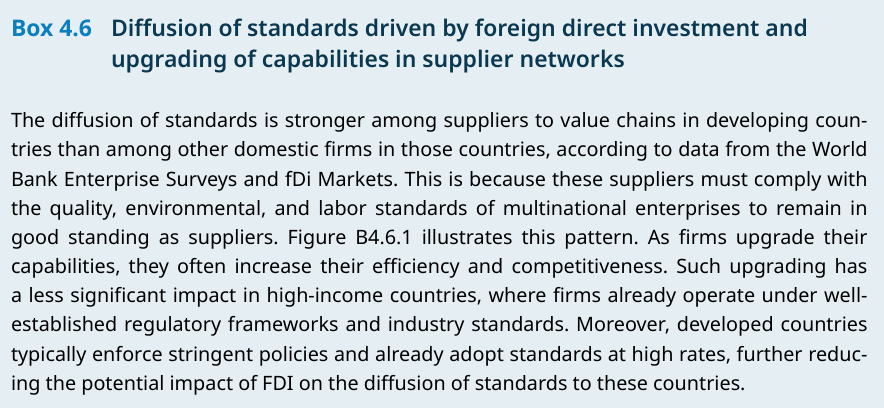 Box 4.6 Diffusion of standards driven by foreign direct investment and
upgrading of capabilities in supplier networks
The diffusion of standards is stronger among suppliers to value chains in developing coun-
tries than among other domestic firms in those countries, according to data from the World
Bank Enterprise Surveys and fDi Markets. This is because these suppliers must comply with
the quality, environmental, and labor standards of multinational enterprises to remain in
good standing as suppliers. Figure B4.6.1 illustrates this pattern. As firms upgrade their
capabilities, they often increase their efficiency and competitiveness. Such upgrading has
a less significant impact in high-income countries, where firms already operate under well-
established regulatory frameworks and industry standards. Moreover, developed countries
typically enforce stringent policies and already adopt standards at high rates, further reduc-
ing the potential impact of FDI on the diffusion of standards to these countries.